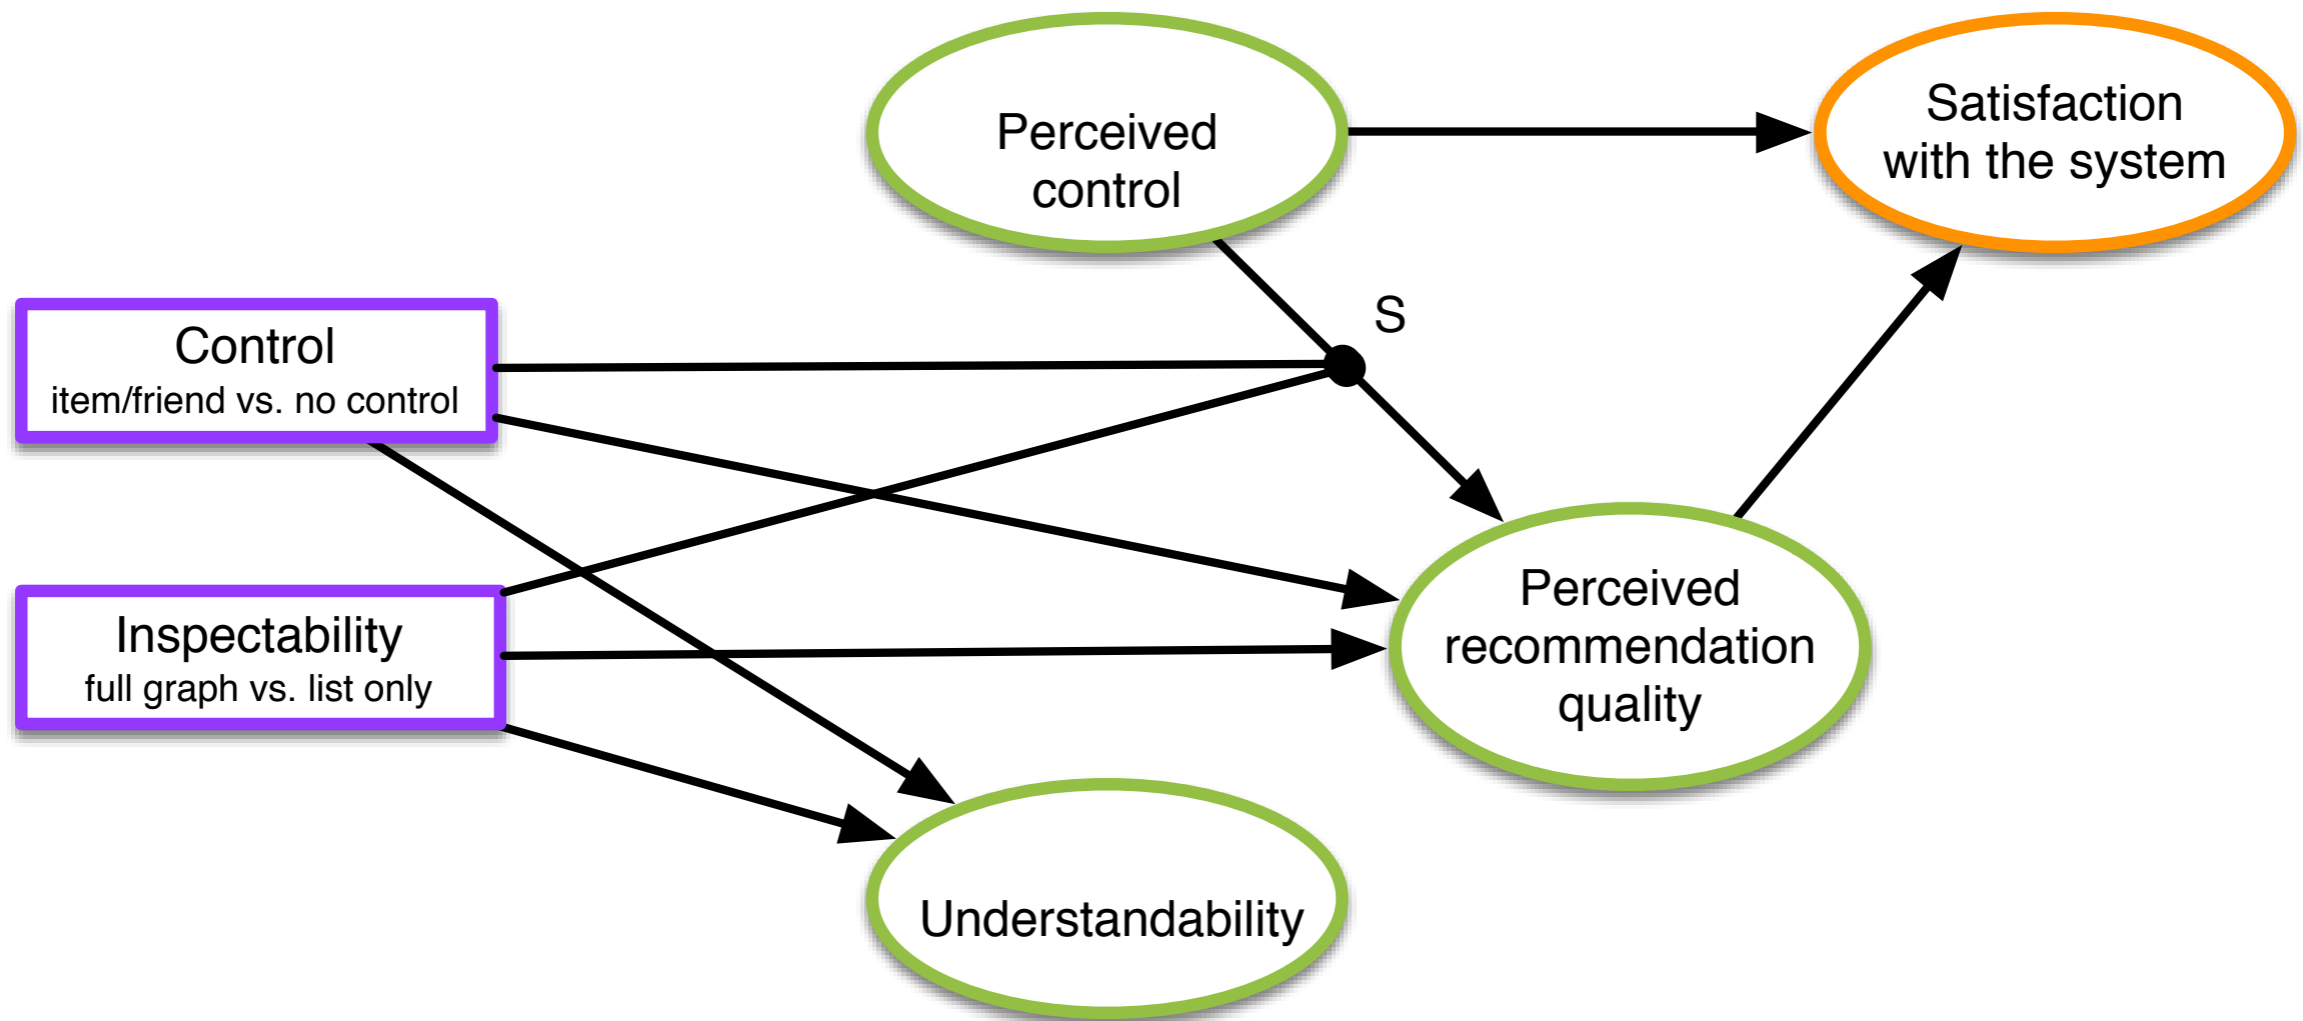 Perceived
control
Satisfaction
with the system
S
Control
item/friend vs. no control
Inspectability
full graph vs. list only
Perceived
recommendation
quality
Understandability